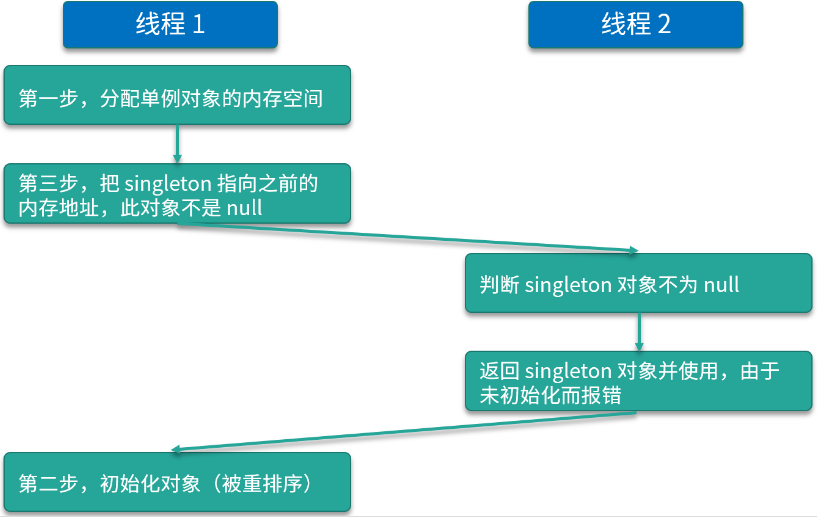 线程 1
线程 2
第一步，分配单例对象的内存空间
第三步，把 singleton 指向之前的
内存地址，此对象不是 null
判断 singleton 对象不为 null
返回 singleton 对象并使用，由于
未初始化而报错
第二步，初始化对象（被重排序）